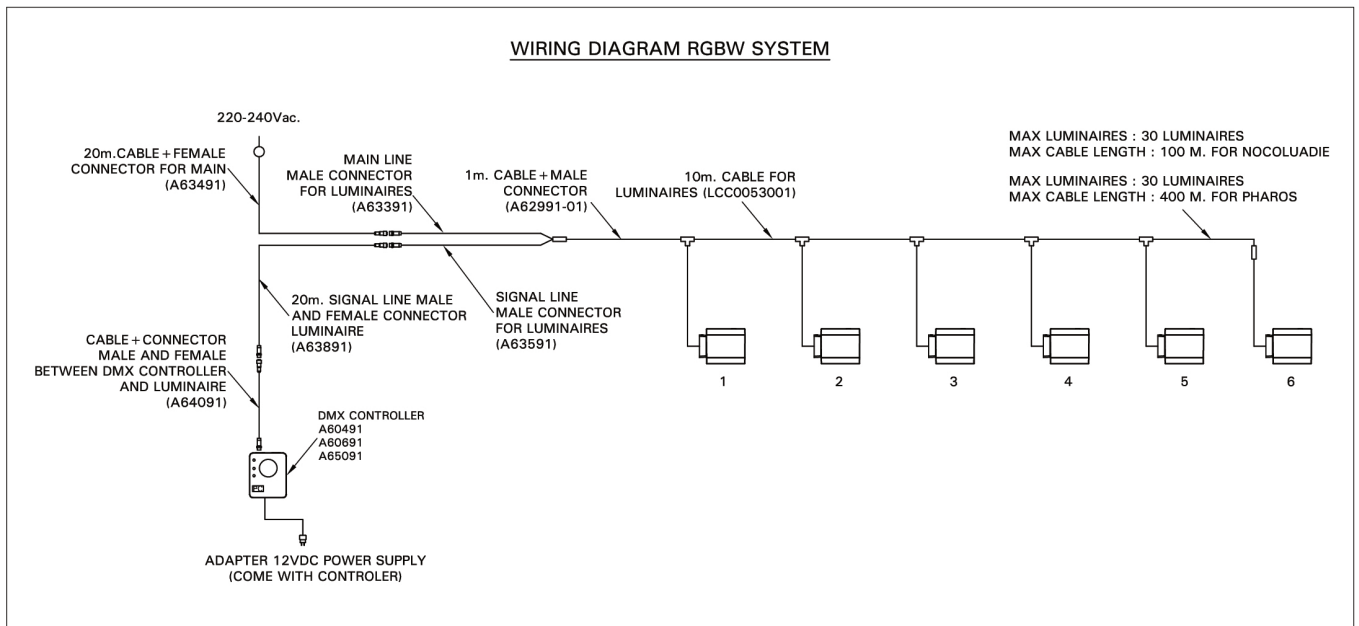 WIRING DIAGRAM RGBW SYSTEM
220-240Vac.
20m.CABLE+FEMALE
CONNECTOR FOR MAIN
(A63491)
MAIN LINE
MALE CONNECTOR
FOR LUMINAIRES
(A63391)
1m. CABLE+MALE
CONNECTOR
(A62991-01)
10m. CABLE FOR
LUMINAIRES (LCC0053001)
MAX LUMINAIRES : 30 LUMINAIRES
MAX CABLE LENGTH : 100 M. FOR NOCOLUADIE
MAX LUMINAIRES : 30 LUMINAIRES
MAX CABLE LENGTH : 400 M. FOR PHAROS
20m. SIGNAL LINE MALE
AND FEMALE CONNECTOR
LUMINAIRE
(A63891)
SIGNAL LINE
MALE CONNECTOR
FOR LUMINAIRES
(A63591)
CABLE+CONNECTOR
MALE AND FEMALE
BETWEEN DMX CONTROLLER
AND LUMINAIRE
(A64091)
1
2
3
4
5
6
DMX CONTROLLER
A60491
A60691
A65091
ADAPTER 12VDC POWER SUPPLY
(COME WITH CONTROLER)